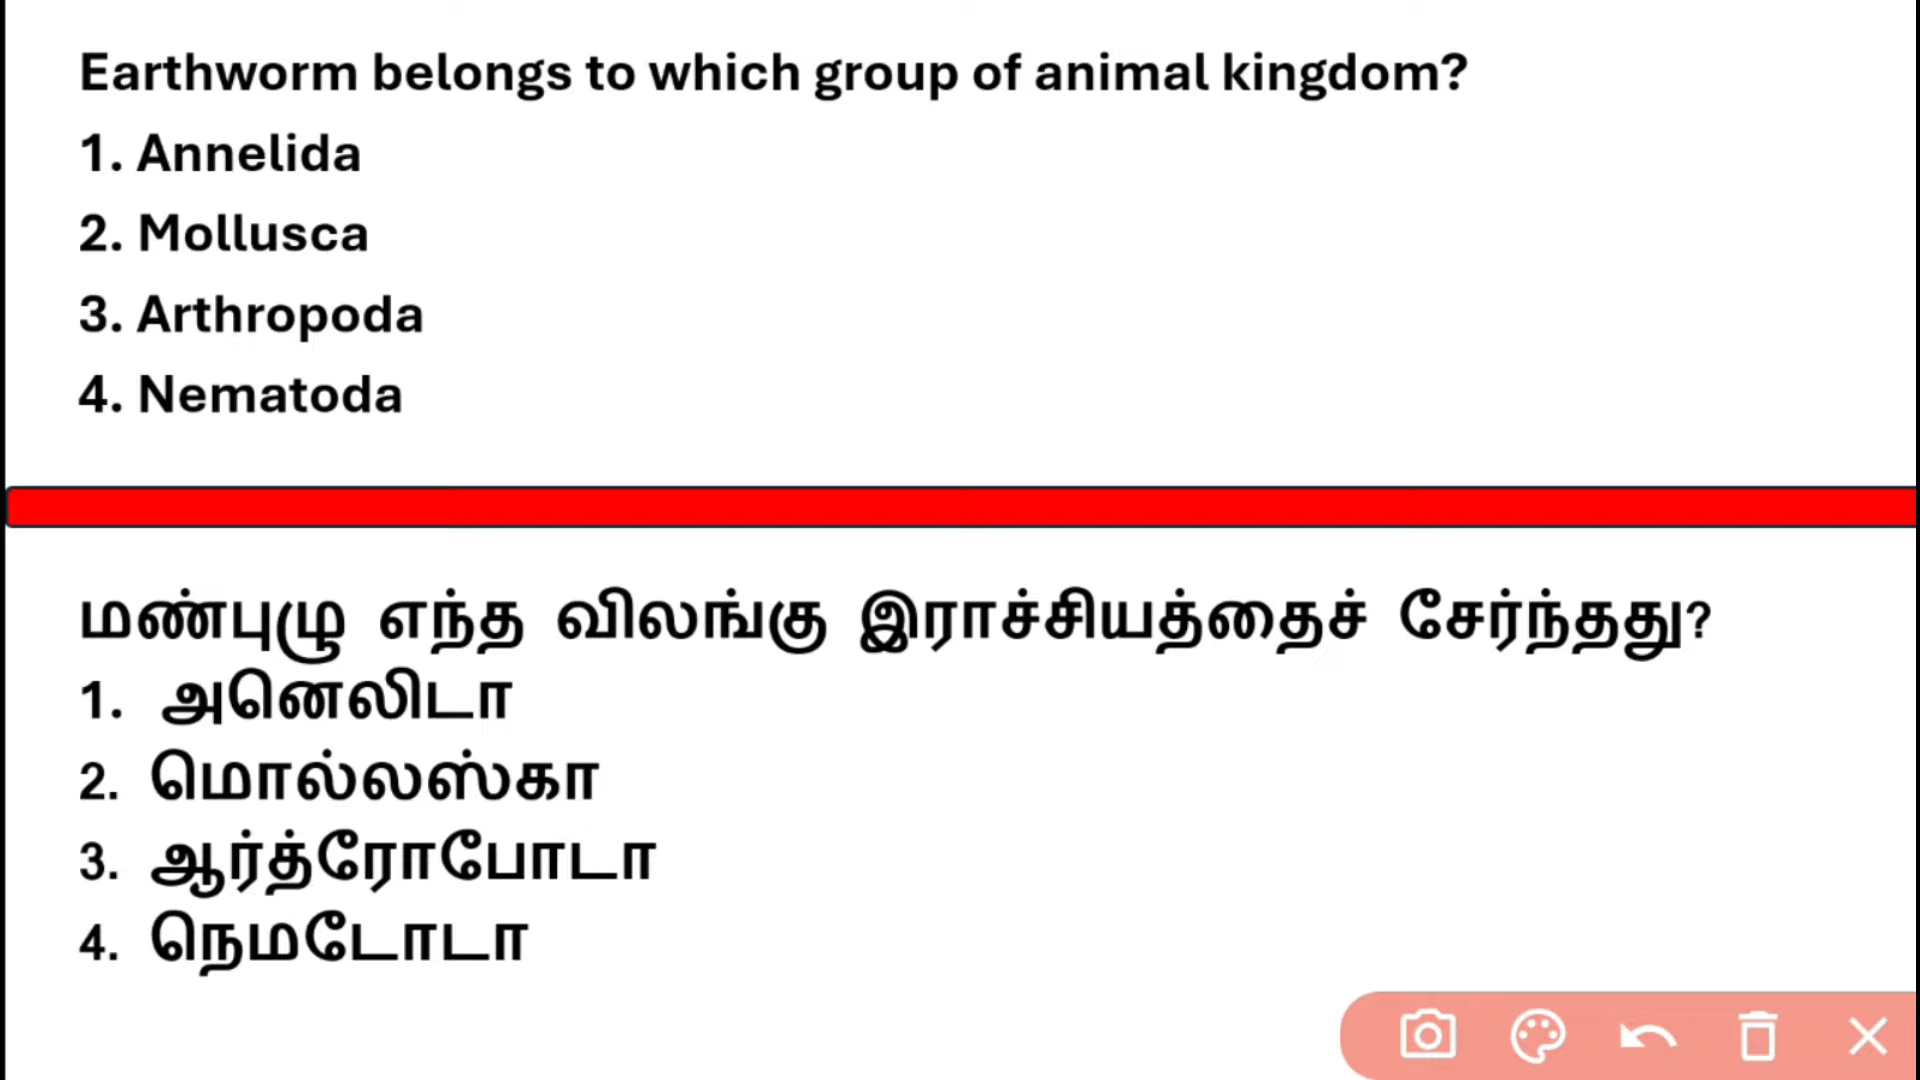 Earthworm belongs to which group of animal kingdom?
1. Annelida
2. Mollusca
3. Arthropoda
4. Nematoda
மண்புழு எந்த விலங்கு இராச்சியத்தைச் சேர்ந்தது?
1. அனெலிடா
2. மொல்லஸ்கா
3. ஆர்த்ரோபோடா
4. நெமடோடா